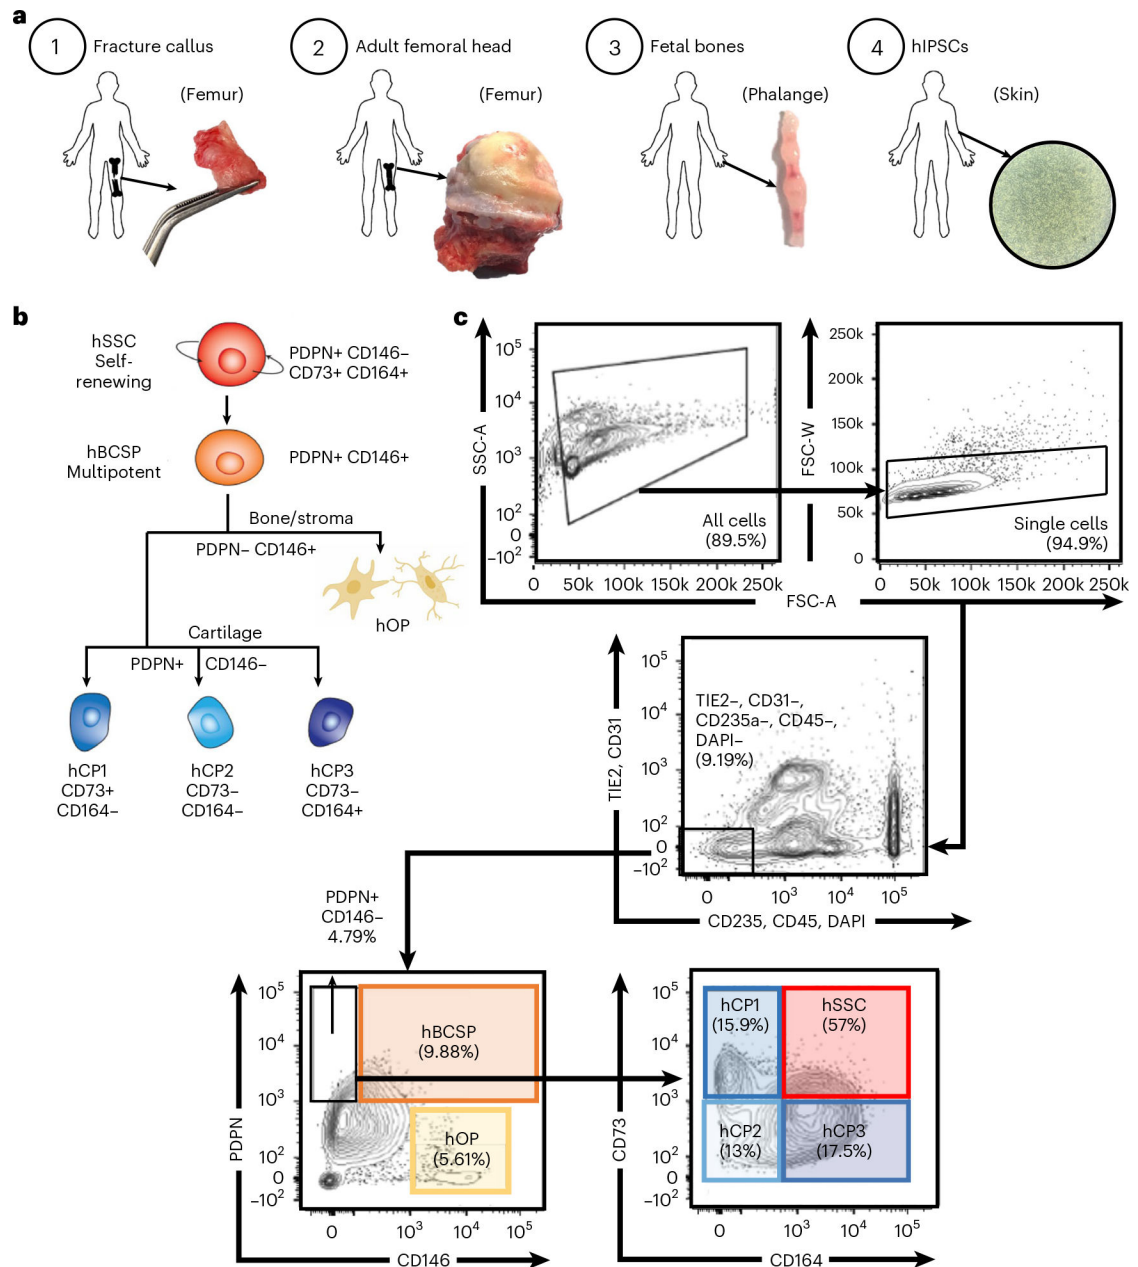 a
1
Fracture callus
(Femur)
2
Adult femoral head
(Femur)
3
Fetal bones
(Phalange)
4
hIPSCs
(Skin)
b
hSSC
Self-
renewing
PDPN+ CD146–
CD73+ CD164+
hBCSP
Multipotent
PDPN+ CD146+
Bone/stroma
PDPN– CD146+
hOP
Cartilage
PDPN+ CD146–
hCP1
CD73+
CD164–
hCP2
CD73–
CD164–
hCP3
CD73–
CD164+
c
SSC-A
10⁵
10⁴
10³
10²
0
–10²
All cells
(89.5%)
0 50k 100k 150k 200k 250k
FSC-W
250k
200k
150k
100k
50k
0
Single cells
(94.9%)
0 50k 100k 150k 200k 250k
FSC-A
TIE2, CD31
10⁵
10⁴
10³
10²
0
–10²
TIE2–, CD31–,
CD235a–, CD45–,
DAPI–
(9.19%)
0 10³ 10⁴ 10⁵
CD235, CD45, DAPI
PDPN+
CD146–
4.79%
PDPN
10⁵
10⁴
10³
10²
0
–10²
hBCSP
(9.88%)
hOP
(5.61%)
0 10³ 10⁴ 10⁵
CD146
CD73
10⁵
10⁴
10³
10²
0
–10²
hCP1
(15.9%)
hSSC
(57%)
hCP2
(13%)
hCP3
(17.5%)
0 10³ 10⁴ 10⁵
CD164